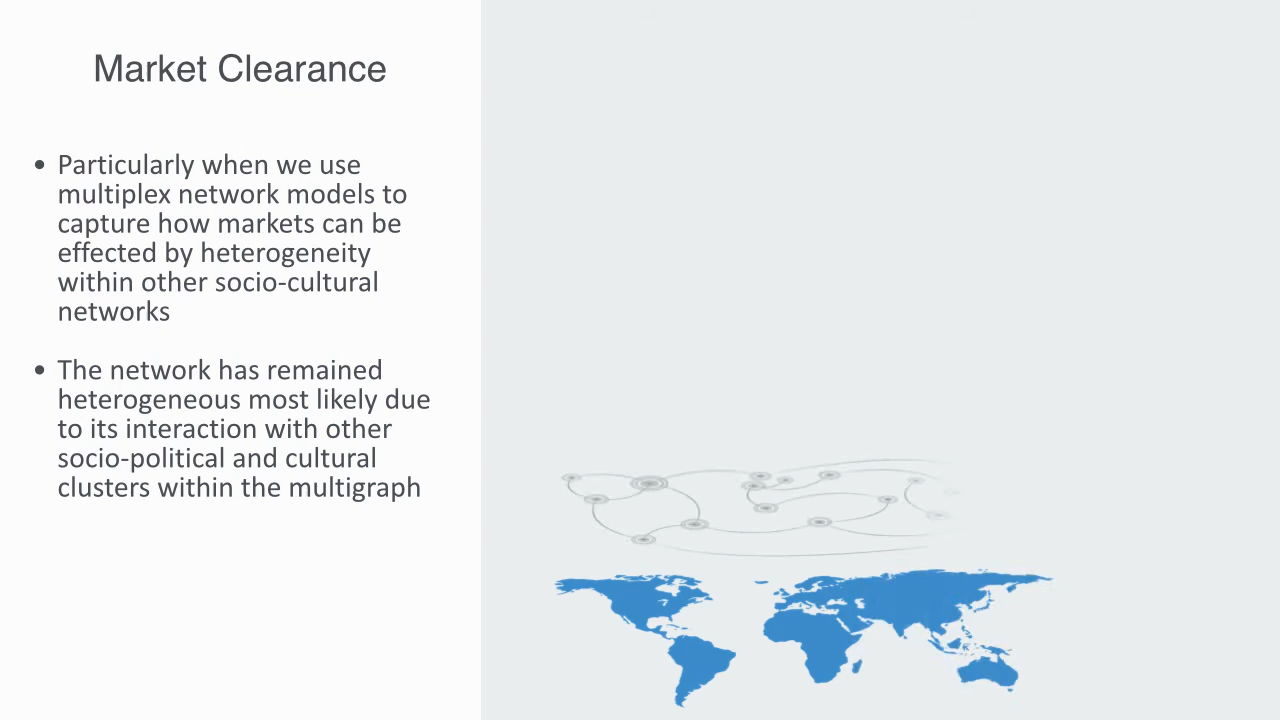 Market Clearance
• Particularly when we use
multiplex network models to
capture how markets can be
effected by heterogeneity
within other socio-cultural
networks
• The network has remained
heterogeneous most likely due
to its interaction with other
socio-political and cultural
clusters within the multigraph